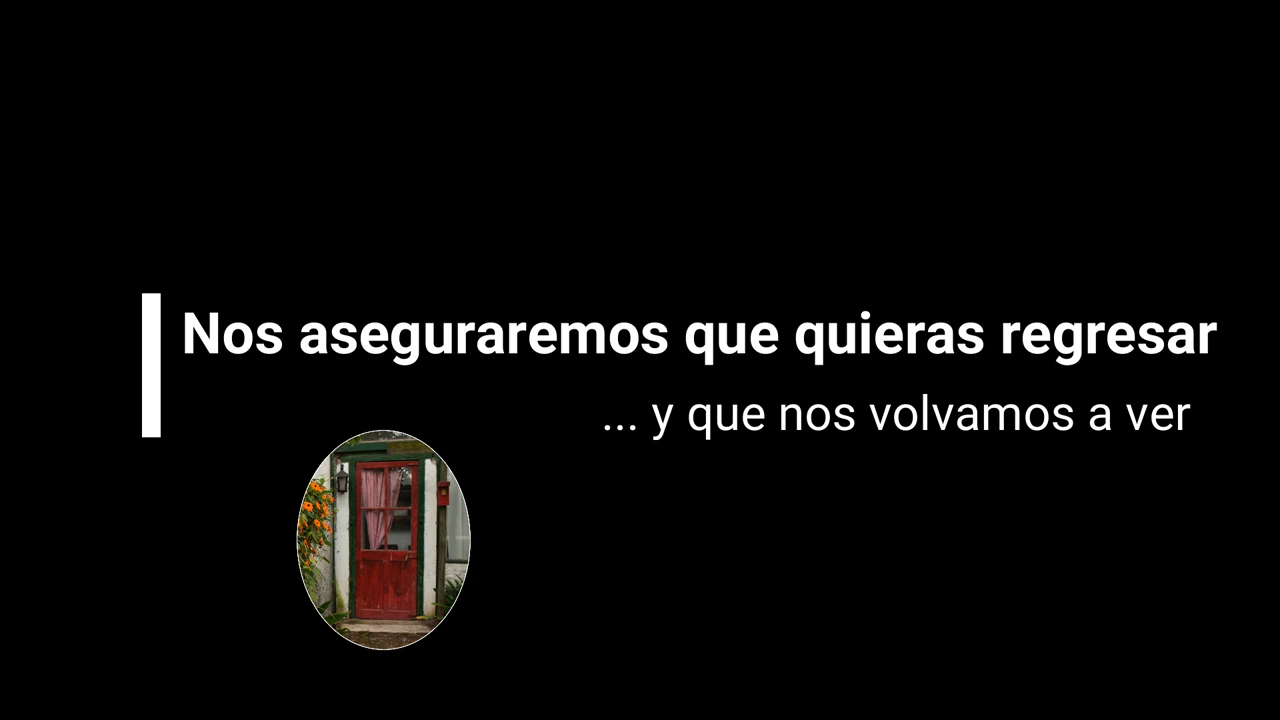 Nos aseguraremos que quieras regresar
... y que nos volvamos a ver